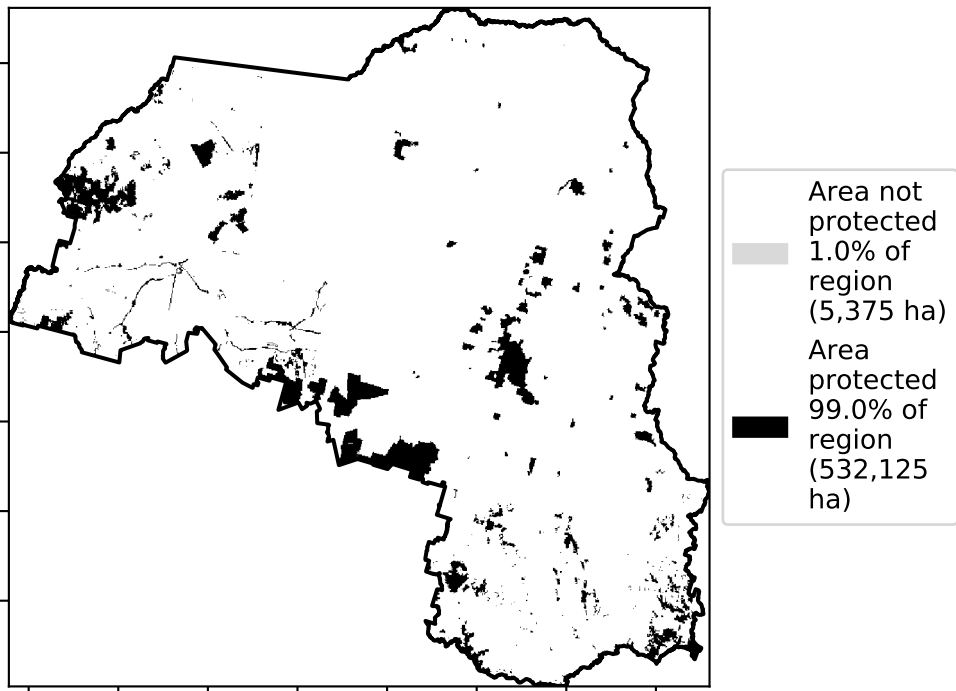 Area not
protected
1.0% of
region
(5,375 ha)
Area
protected
99.0% of
region
(532,125
ha)